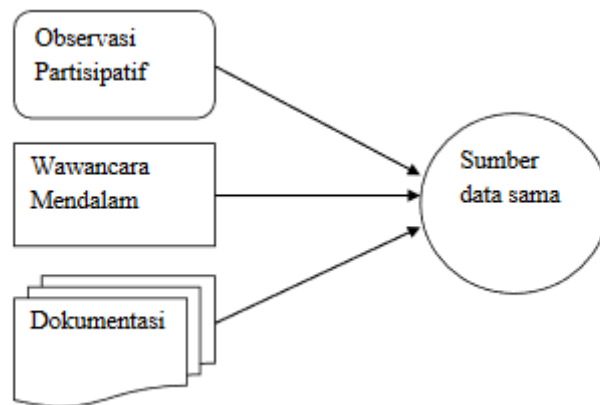 Observasi
Partisipatif
Wawancara
Mendalam
Dokumentasi
Sumber
data sama